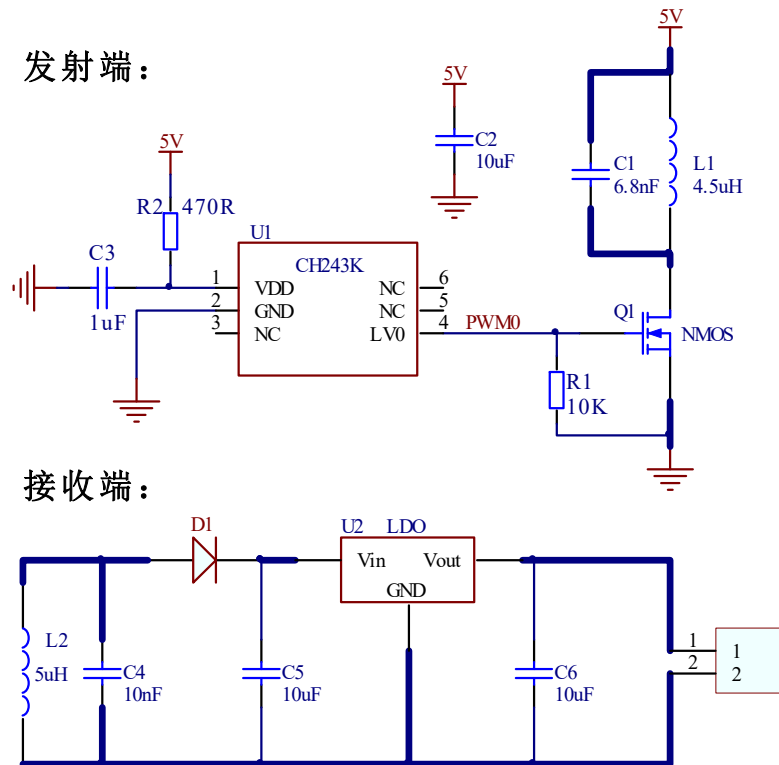 发射端：
5V
5V
5V
C2
10uF
C1
6.8nF
L1
4.5uH
R2 470R
U1
CH243K
C3
1uF
1 VDD NC 6
2 GND NC 5
3 NC LV0 4
PWM0
Q1
NMOS
R1
10K
接收端：
D1
U2 LDO
Vin Vout
GND
L2
5uH
C4
10nF
C5
10uF
C6
10uF
1 1
2 2